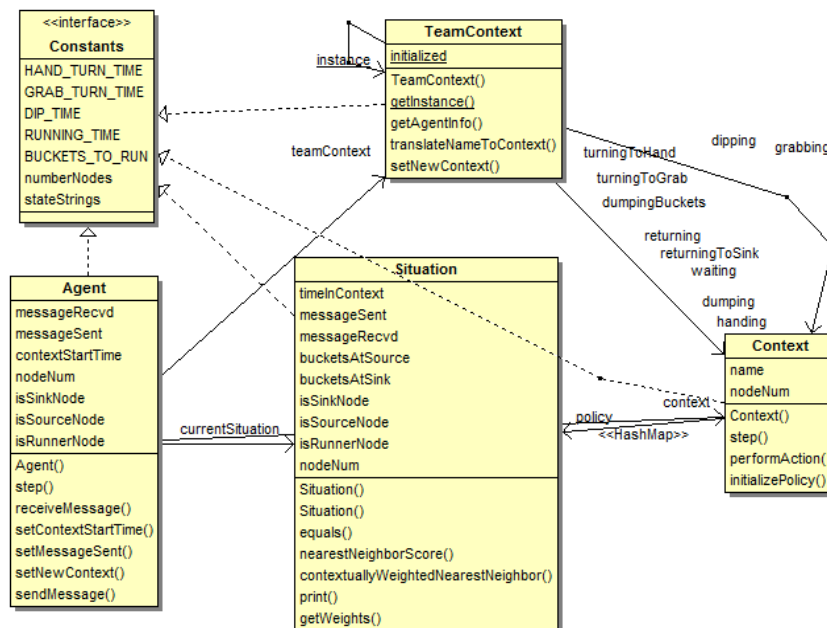 <<interface>>
Constants
HAND_TURN_TIME
GRAB_TURN_TIME
DIP_TIME
RUNNING_TIME
BUCKETS_TO_RUN
numberNodes
stateStrings
instance
TeamContext
initialized
TeamContext()
getInstance()
getAgentInfo()
translateNameToContext()
setNewContext()
teamContext
turningToHand
dipping
grabbing
turningToGrab
dumpingBuckets
returning
returningToSink
waiting
dumping
handing
Agent
messageRecvd
messageSent
contextStartTime
nodeNum
isSinkNode
isSourceNode
isRunnerNode
Agent()
step()
receiveMessage()
setContextStartTime()
setMessageSent()
setNewContext()
sendMessage()
currentSituation
Situation
timeInContext
messageSent
messageRecvd
bucketsAtSource
bucketsAtSink
isSinkNode
isSourceNode
isRunnerNode
nodeNum
Situation()
Situation()
equals()
nearestNeighborScore()
contextuallyWeightedNearestNeighbor()
print()
getWeights()
policy
context
<<HashMap>>
Context
name
nodeNum
Context()
step()
performAction()
initializePolicy()